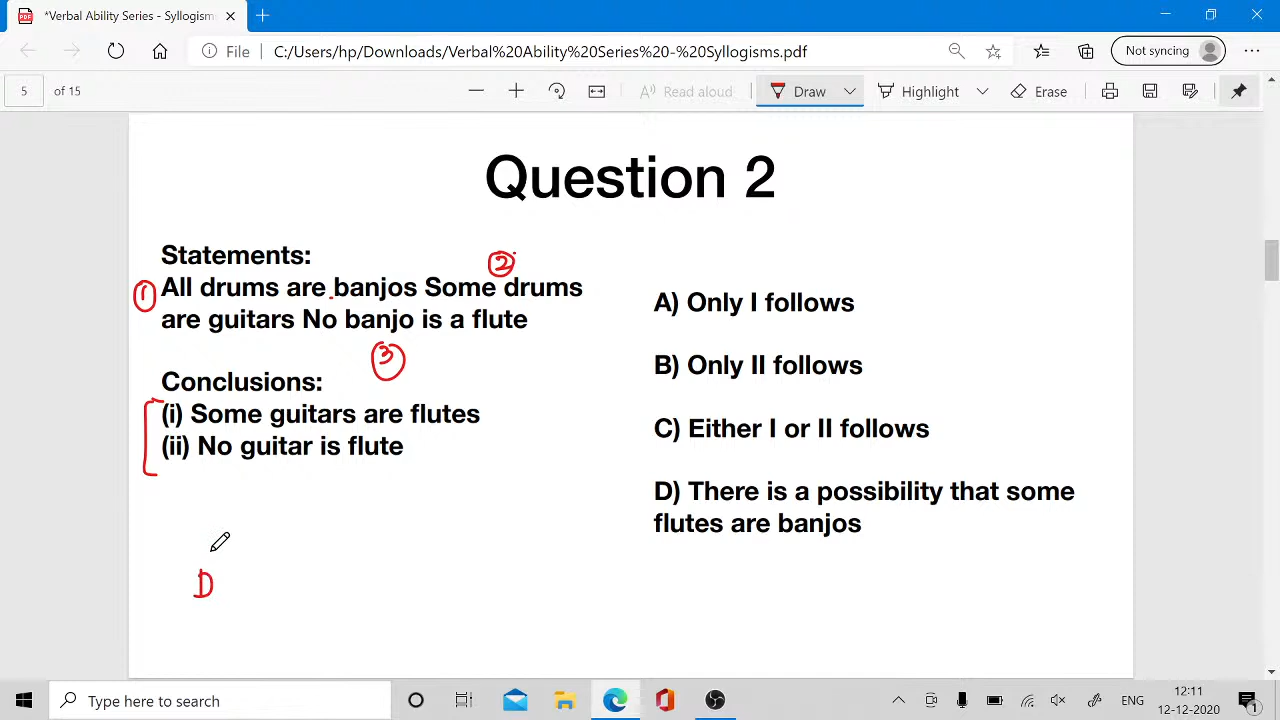 *Verbal Ability Series - Syllogism
File C:/Users/hp/Downloads/Verbal%20Ability%20Series%20-%20Syllogisms.pdf Not syncing
5 of 15 Read aloud Draw Highlight Erase
Question 2
Statements:
2
1 All drums are banjos Some drums
are guitars No banjo is a flute
3
Conclusions:
(i) Some guitars are flutes
(ii) No guitar is flute
D
A) Only I follows
B) Only II follows
C) Either I or II follows
D) There is a possibility that some
flutes are banjos
Type here to search ENG 12:11
12-12-2020 1